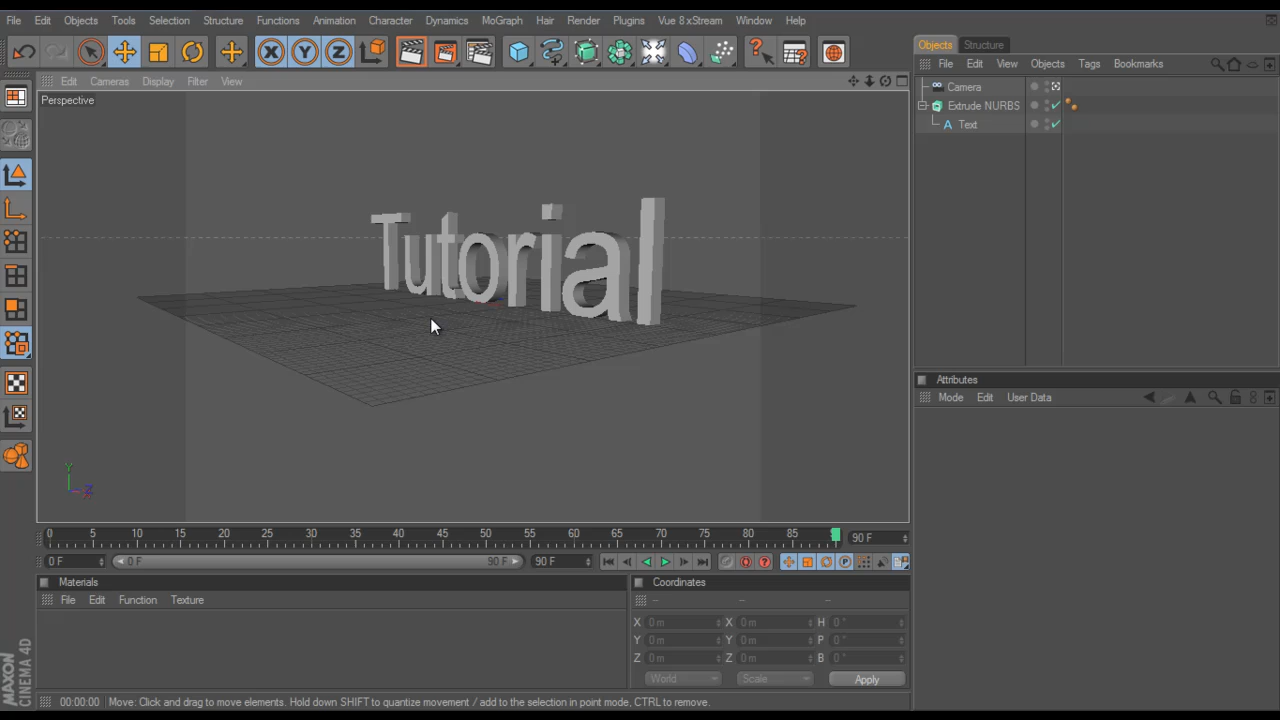 File Edit Objects Tools Selection Structure Functions Animation Character Dynamics MoGraph Hair Render Plugins Vue 8 xStream Window Help
X Y Z
Objects Structure
File Edit View Objects Tags Bookmarks
Edit Cameras Display Filter View
Perspective
Camera
Extrude NURBS
Text
Tutorial
Attributes
Mode Edit User Data
Y
Z
0 5 10 15 20 25 30 35 40 45 50 55 60 65 70 75 80 85 90 F
0 F 0 F 90 F 90 F
Materials
File Edit Function Texture
Coordinates
-- -- --
X 0 m X 0 m H 0 °
Y 0 m Y 0 m P 0 °
Z 0 m Z 0 m B 0 °
World Scale Apply
MAXON
CINEMA 4D
00:00:00 Move: Click and drag to move elements. Hold down SHIFT to quantize movement / add to the selection in point mode, CTRL to remove.